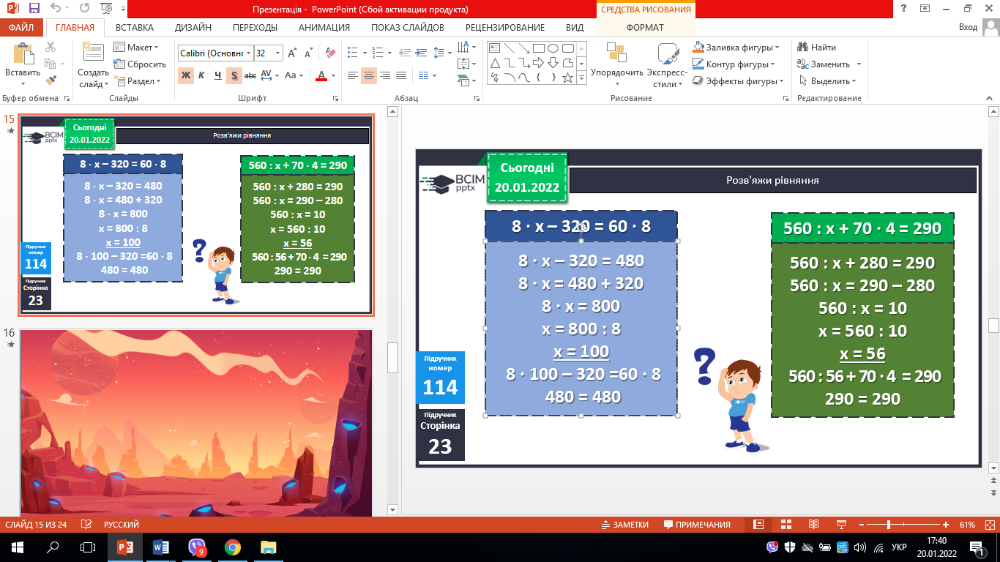 Презентація - PowerPoint (Сбой активации продукта)
СРЕДСТВА РИСОВАНИЯ
ФАЙЛ ГЛАВНАЯ ВСТАВКА ДИЗАЙН ПЕРЕХОДЫ АНИМАЦИЯ ПОКАЗ СЛАЙДОВ РЕЦЕНЗИРОВАНИЕ ВИД ФОРМАТ Вход
Вставить
Буфер обмена
Создать слайд
Макет
Сбросить
Раздел
Слайды
Calibri (Основно 32
Ж К Ч S abc AV Aa А
Шрифт
Абзац
Упорядочить
Экспресс-стили
Заливка фигуры
Контур фигуры
Эффекты фигуры
Рисование
Найти
Заменить
Выделить
Редактирование
15
BCIM
pptx
Сьогодні
20.01.2022
Розв'яжи рівняння
8 · х – 320 = 60 · 8
8 · х – 320 = 480
8 · х = 480 + 320
8 · х = 800
х = 800 : 8
х = 100
8 · 100 – 320 =60 · 8
480 = 480
560 : х + 70 · 4 = 290
560 : х + 280 = 290
560 : х = 290 – 280
560 : х = 10
х = 560 : 10
х = 56
560 : 56 + 70 · 4 = 290
290 = 290
Підручник
номер
114
Підручник
Сторінка
23
16
BCIM
pptx
Сьогодні
20.01.2022
Розв'яжи рівняння
8 · х – 320 = 60 · 8
8 · х – 320 = 480
8 · х = 480 + 320
8 · х = 800
х = 800 : 8
х = 100
8 · 100 – 320 =60 · 8
480 = 480
560 : х + 70 · 4 = 290
560 : х + 280 = 290
560 : х = 290 – 280
560 : х = 10
х = 560 : 10
х = 56
560 : 56 + 70 · 4 = 290
290 = 290
Підручник
номер
114
Підручник
Сторінка
23
СЛАЙД 15 ИЗ 24 РУССКИЙ ЗАМЕТКИ ПРИМЕЧАНИЯ 61%
9
УКР
17:40
20.01.2022
1